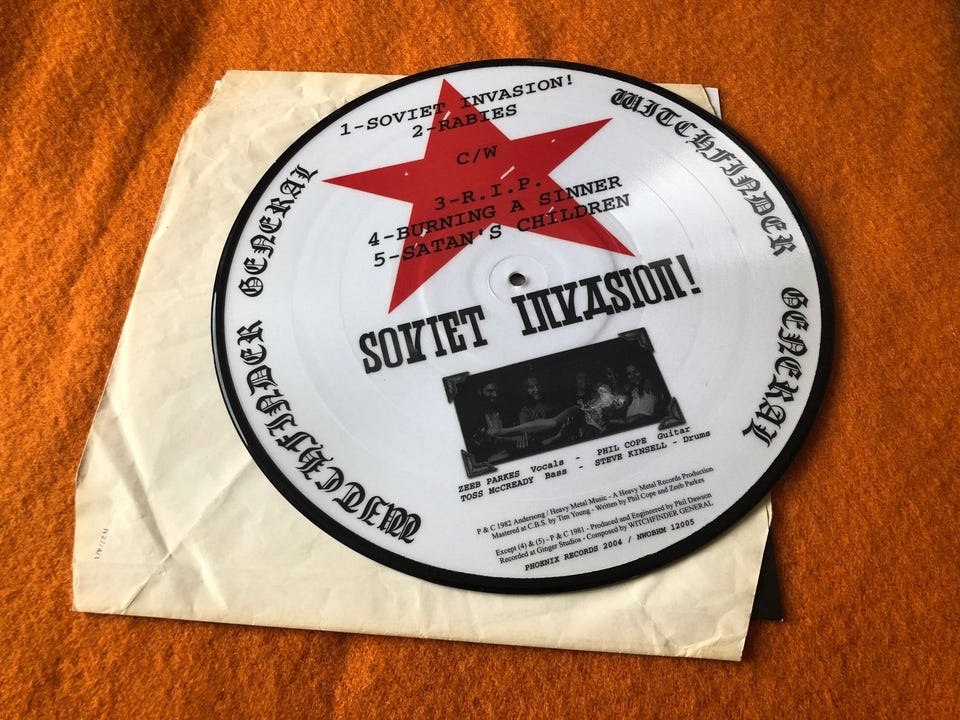 1-SOVIET INVASION!
2-RABIES
C/W
3-R.I.P.
4-BURNING A SINNER
5-SATAN'S CHILDREN
WITCHFINDER GENERAL
WITCHFINDER GENERAL
SOVIET INVASION!
ZEEB PARKES Vocals - PHIL COPE Guitar
TOSS McCREADY Bass - STEVE KINSELL - Drums
P & C 1982 Andersong / Heavy Metal Music - A Heavy Metal Records Production
Mastered at C.B.S. by Tim Young - Written by Phil Cope and Zeeb Parkes
Except (4) & (5) - P & C 1981 - Produced and Engineered by Phil Dawson
Recorded at Ginger Studios - Composed by WITCHFINDER GENERAL
PHOENIX RECORDS 2004 / NWOBHM 12005